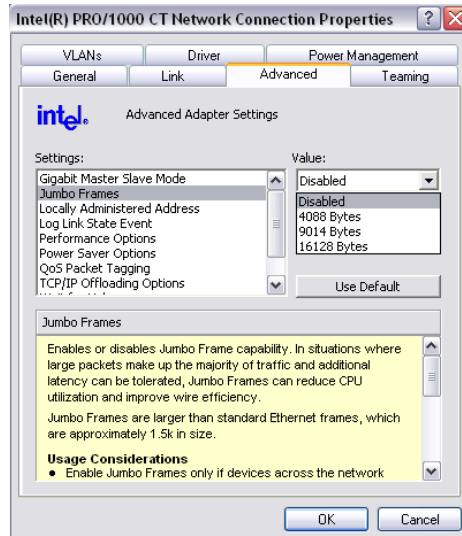 Intel(R) PRO/1000 CT Network Connection Properties
VLANs Driver Power Management
General Link Advanced Teaming
intel. Advanced Adapter Settings
Settings: Value:
Gigabit Master Slave Mode Disabled
Jumbo Frames Disabled
Locally Administered Address 4088 Bytes
Log Link State Event 9014 Bytes
Performance Options 16128 Bytes
Power Saver Options
QoS Packet Tagging
TCP/IP Offloading Options Use Default
Jumbo Frames
Enables or disables Jumbo Frame capability. In situations where
large packets make up the majority of traffic and additional
latency can be tolerated, Jumbo Frames can reduce CPU
utilization and improve wire efficiency.
Jumbo Frames are larger than standard Ethernet frames, which
are approximately 1.5k in size.
Usage Considerations
• Enable Jumbo Frames only if devices across the network
OK Cancel